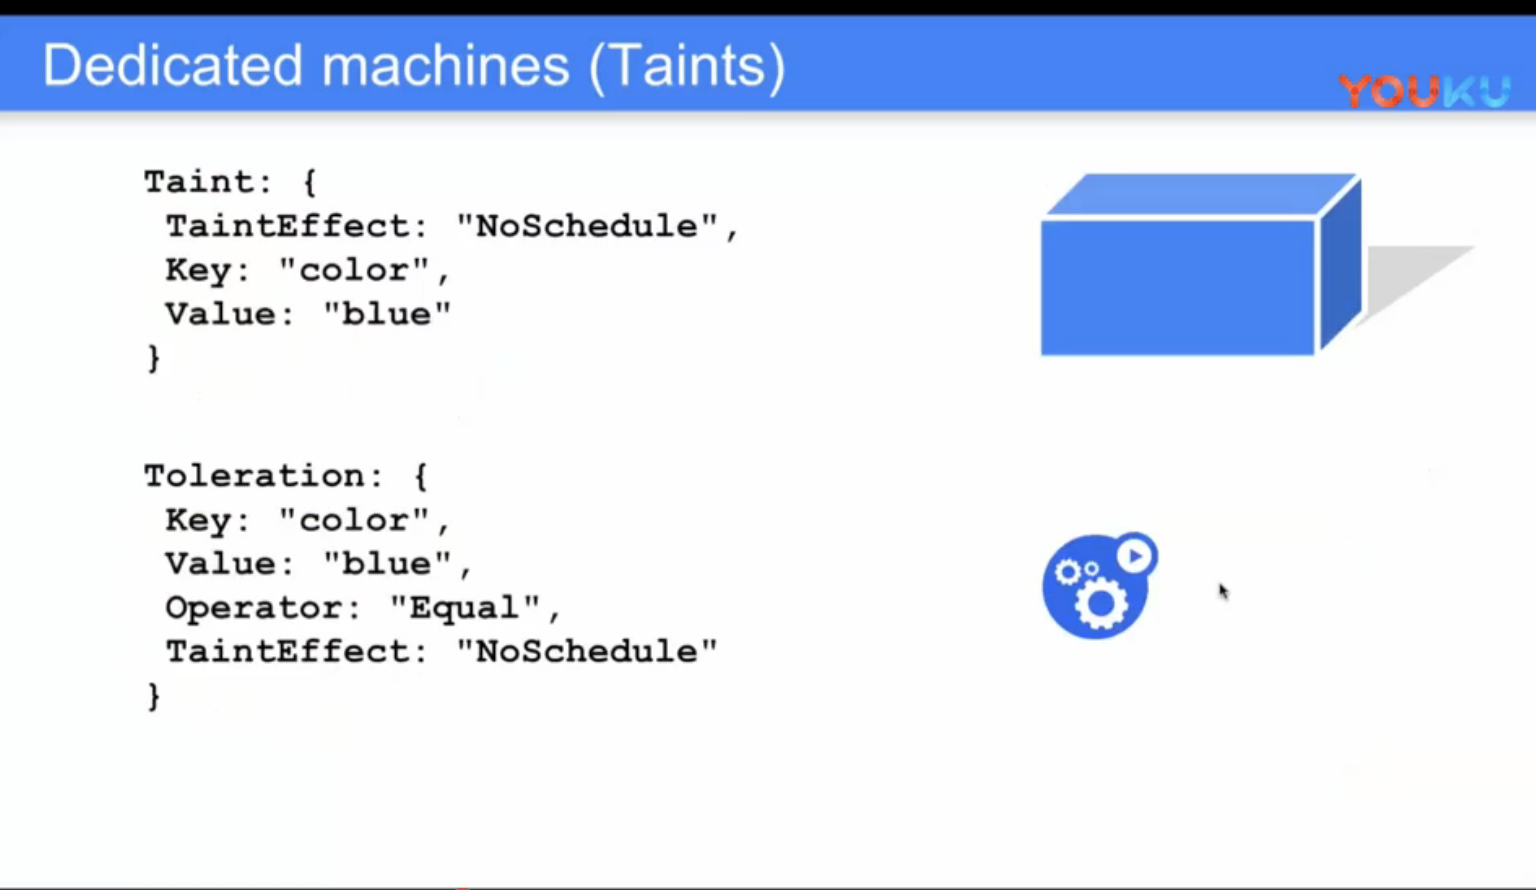 Dedicated machines (Taints)
YOUKU
Taint: {
TaintEffect: "NoSchedule",
Key: "color",
Value: "blue"
}
Toleration: {
Key: "color",
Value: "blue",
Operator: "Equal",
TaintEffect: "NoSchedule"
}